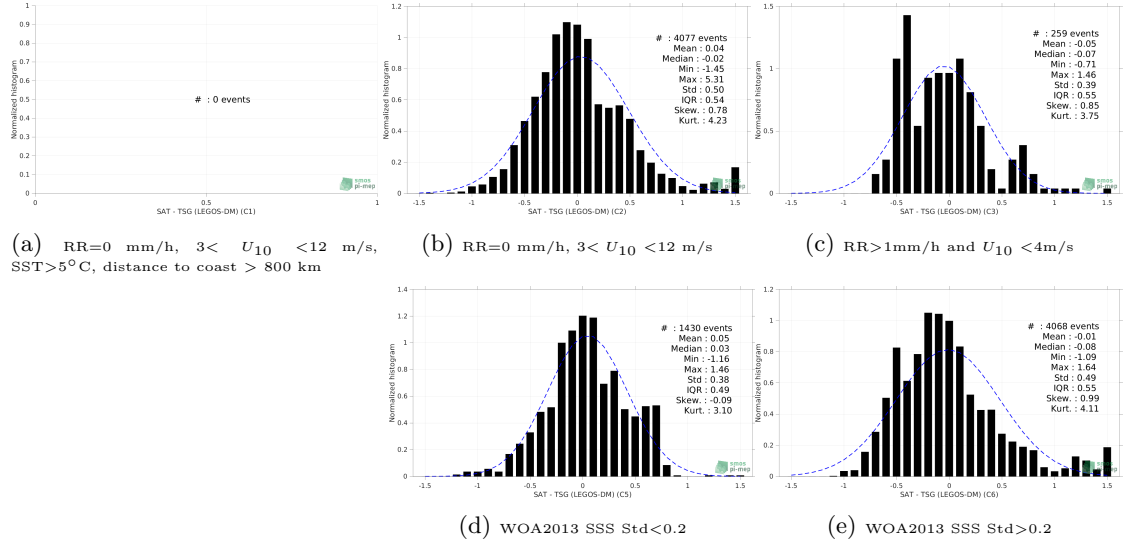 1
0.9
0.8
0.7
0.6
0.5
0.4
0.3
0.2
0.1
0
Normalized histogram
# : 0 events
0 0.5 1
SAT - TSG (LEGOS-DM) (C1)
smos
pi-mep
1.2
1
0.8
0.6
0.4
0.2
0
Normalized histogram
# : 4077 events
Mean : 0.04
Median : -0.02
Min : -1.45
Max : 5.31
Std : 0.50
IQR : 0.54
Skew. : 0.78
Kurt. : 4.23
-1.5 -1 -0.5 0 0.5 1 1.5
SAT - TSG (LEGOS-DM) (C2)
smos
pi-mep
1.5
1
0.5
0
Normalized histogram
# : 259 events
Mean : -0.05
Median : -0.07
Min : -0.71
Max : 1.46
Std : 0.39
IQR : 0.55
Skew. : 0.85
Kurt. : 3.75
-1.5 -1 -0.5 0 0.5 1 1.5
SAT - TSG (LEGOS-DM) (C3)
smos
pi-mep
(a) RR=0 mm/h, 3< U10 <12 m/s,
SST>5°C, distance to coast > 800 km
(b) RR=0 mm/h, 3< U10 <12 m/s
(c) RR>1mm/h and U10 <4m/s
1.4
1.2
1
0.8
0.6
0.4
0.2
0
Normalized histogram
# : 1430 events
Mean : 0.05
Median : 0.03
Min : -1.16
Max : 1.46
Std : 0.38
IQR : 0.49
Skew. : -0.09
Kurt. : 3.10
-1.5 -1 -0.5 0 0.5 1 1.5
SAT - TSG (LEGOS-DM) (C5)
smos
pi-mep
1.2
1
0.8
0.6
0.4
0.2
0
Normalized histogram
# : 4068 events
Mean : -0.01
Median : -0.08
Min : -1.09
Max : 1.64
Std : 0.49
IQR : 0.55
Skew. : 0.99
Kurt. : 4.11
-1.5 -1 -0.5 0 0.5 1 1.5
SAT - TSG (LEGOS-DM) (C6)
smos
pi-mep
(d) WOA2013 SSS Std<0.2
(e) WOA2013 SSS Std>0.2